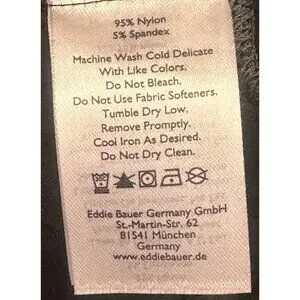 95% Nylon
5% Spandex
Machine Wash Cold Delicate
With Like Colors.
Do Not Bleach.
Do Not Use Fabric Softeners.
Tumble Dry Low.
Remove Promptly.
Cool Iron As Desired.
Do Not Dry Clean.
Eddie Bauer Germany GmbH
St.-Martin-Str. 62
81541 München
Germany
www.eddiebauer.de